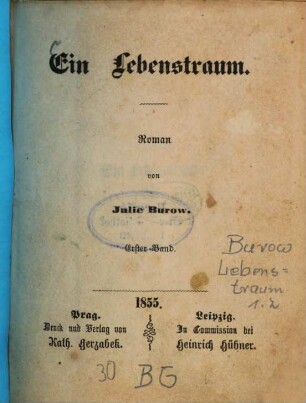 Ein Lebenstraum.
Roman
von
Julie Burow.
Erster Band.
Burow
Liebens=
traum
1.2
1855.
Prag.
Druck und Verlag von
Kath. Gerzabek.
Leipzig.
In Commission bei
Heinrich Hübner.
30 BG